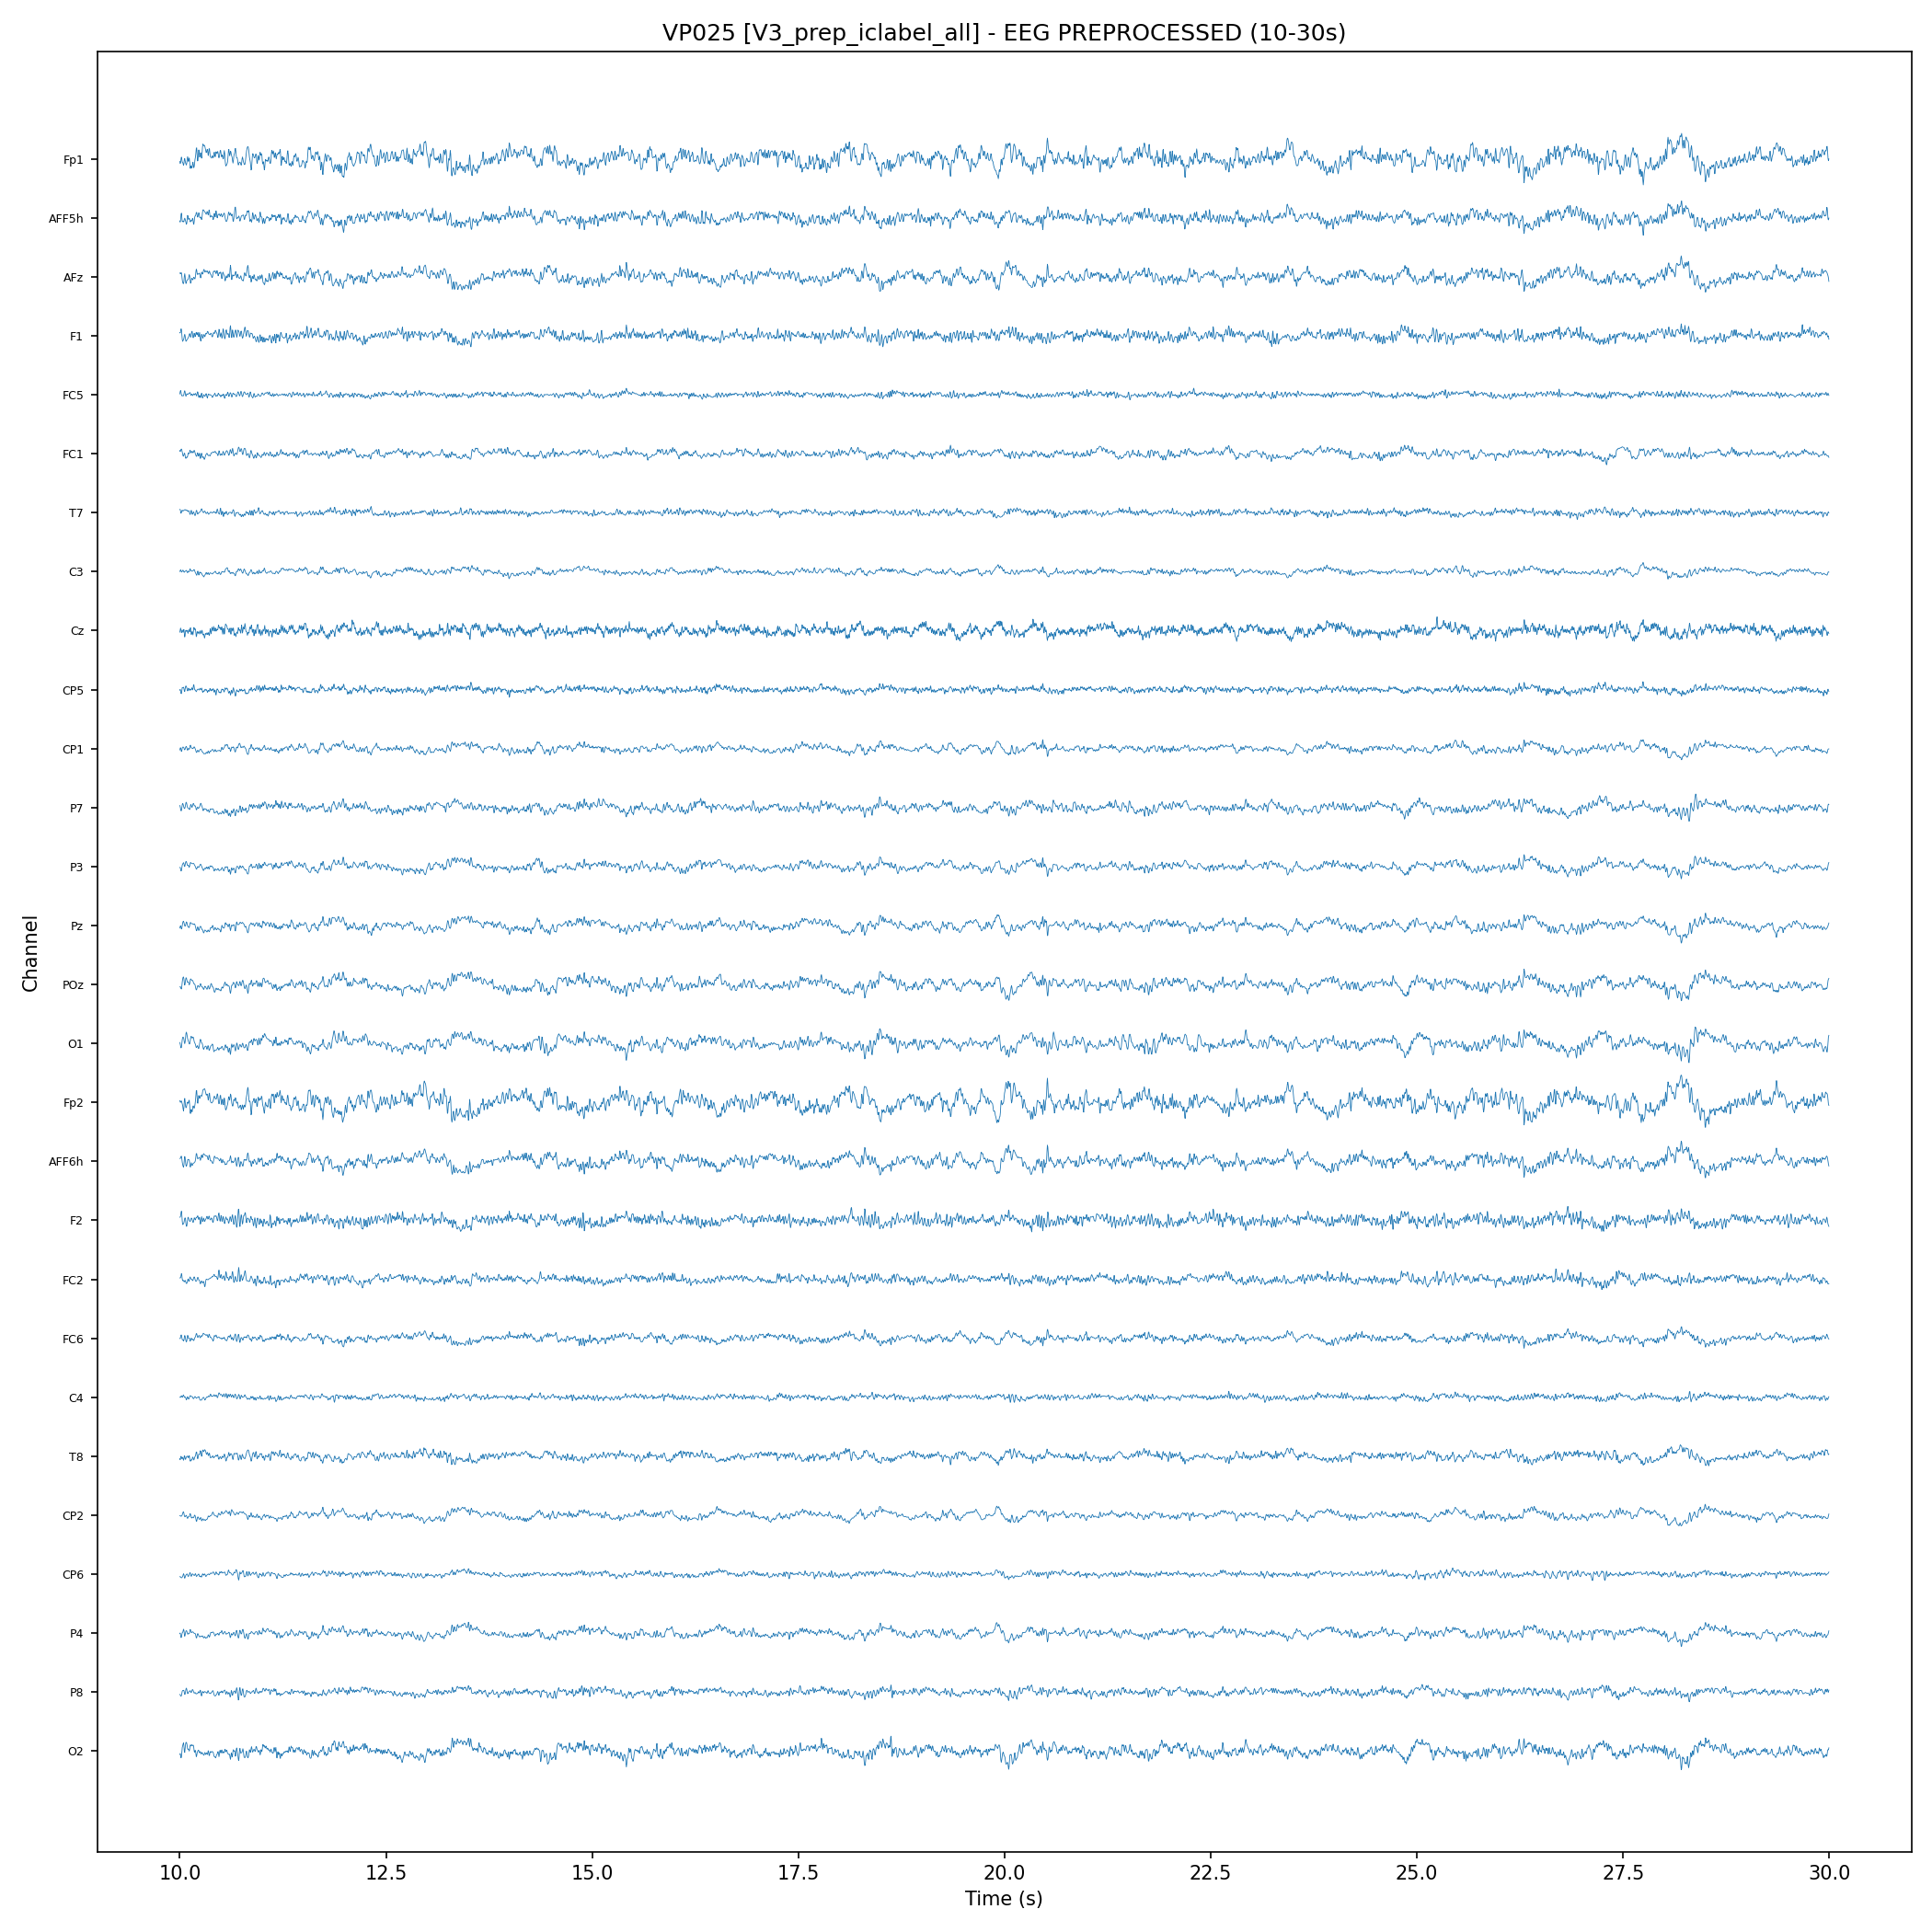 VP025 [V3_prep_iclabel_all] - EEG PREPROCESSED (10-30s)
Fp1
AFF5h
AFz
F1
FC5
FC1
T7
C3
Cz
CP5
CP1
P7
P3
Pz
POz
O1
Fp2
AFF6h
F2
FC2
FC6
C4
T8
CP2
CP6
P4
P8
O2
Channel
10.0 12.5 15.0 17.5 20.0 22.5 25.0 27.5 30.0
Time (s)